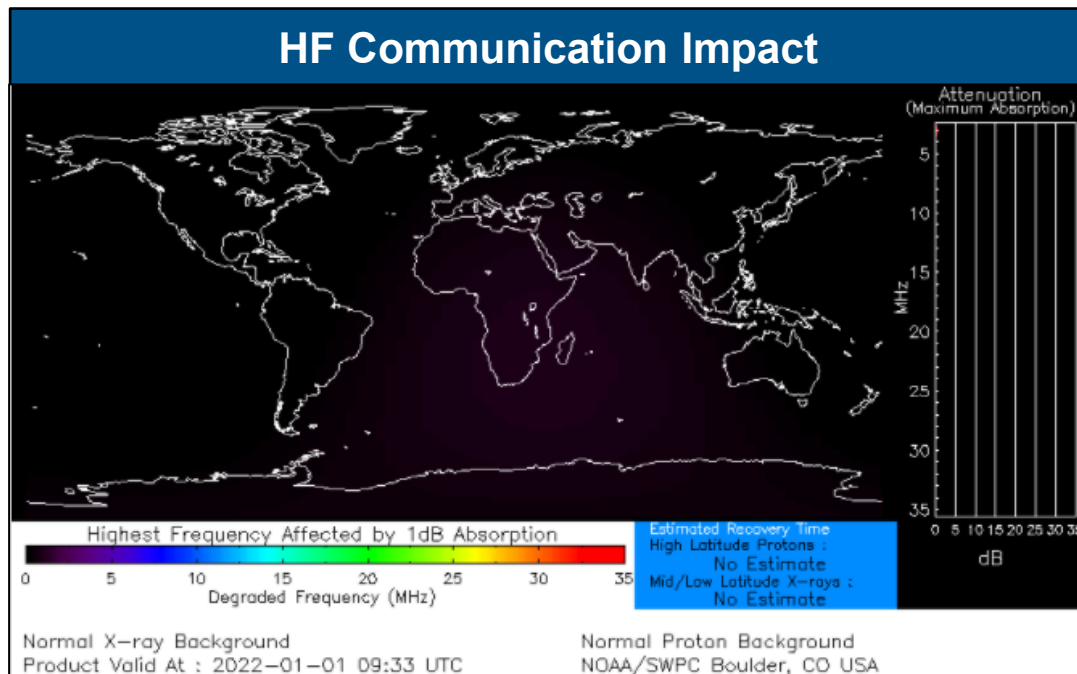 HF Communication Impact
Attenuation
(Maximum Absorption)
5
10
15
20
25
30
35
MHz
0 5 10 15 20 25 30 35
dB
Highest Frequency Affected by 1dB Absorption
0 5 10 15 20 25 30 35
Degraded Frequency (MHz)
Estimated Recovery Time
High Latitude Protons :
No Estimate
Mid/Low Latitude X-rays :
No Estimate
Normal X-ray Background
Product Valid At : 2022-01-01 09:33 UTC
Normal Proton Background
NOAA/SWPC Boulder, CO USA